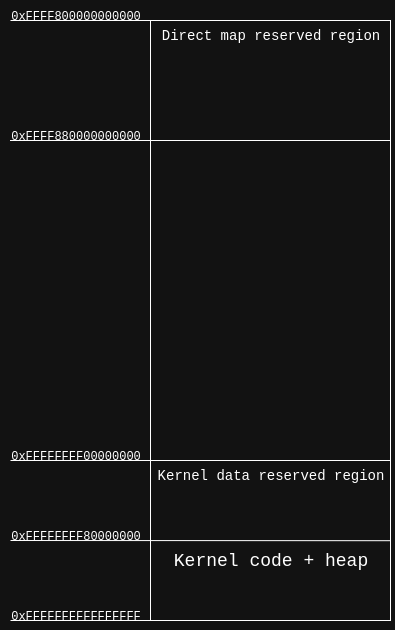 0xFFFF800000000000
Direct map reserved region
0xFFFF880000000000
0xFFFFFFFF00000000
Kernel data reserved region
0xFFFFFFFF80000000
Kernel code + heap
0xFFFFFFFFFFFFFFFF